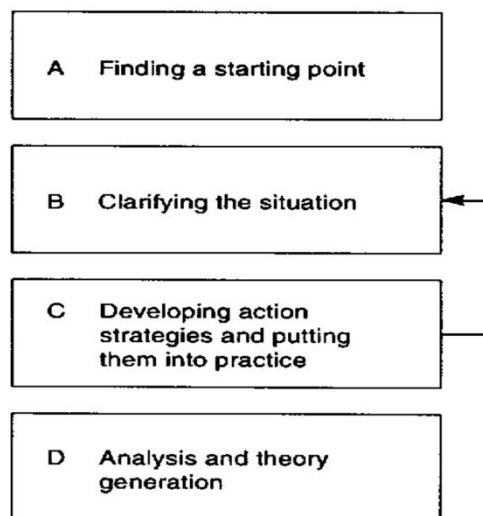 A Finding a starting point
B Clarifying the situation
C Developing action
strategies and putting
them into practice
D Analysis and theory
generation